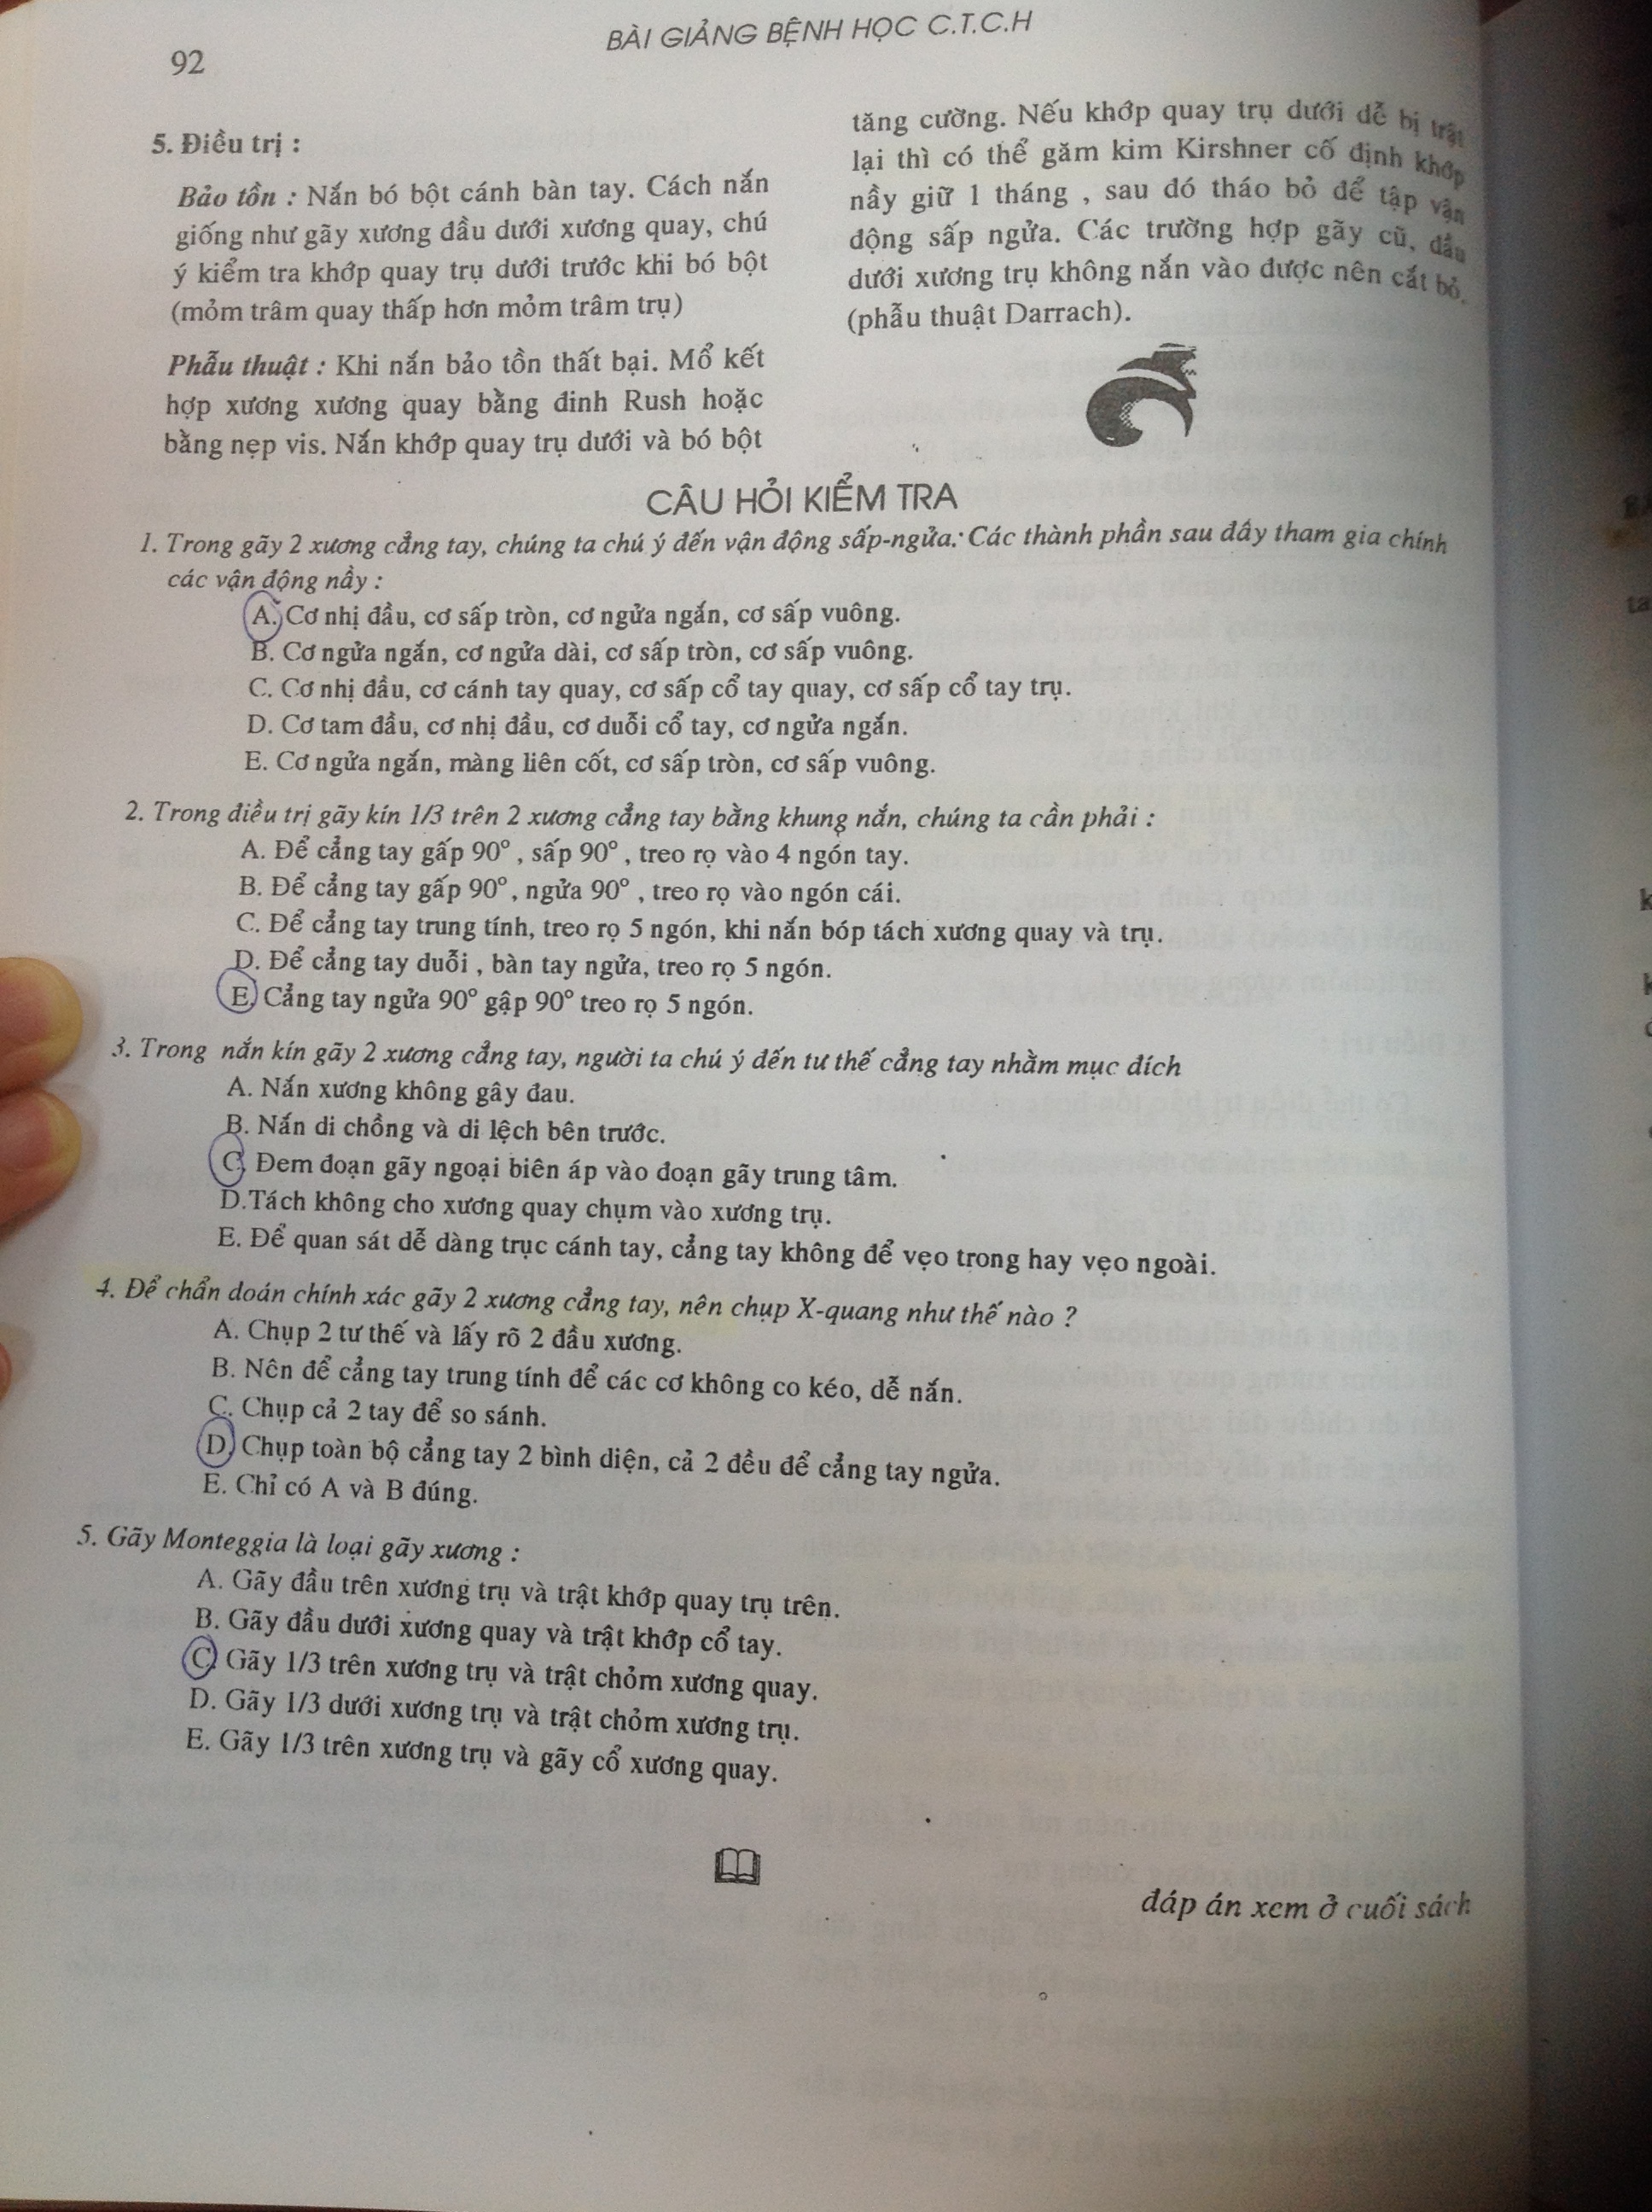 92
BÀI GIẢNG BỆNH HỌC C.T.C.H
5. Điều trị :
Bảo tồn : Nắn bó bột cánh bàn tay. Cách nắn
giống như gãy xương đầu dưới xương quay, chú
ý kiểm tra khớp quay trụ dưới trước khi bó bột
(mỏm trâm quay thấp hơn mỏm trâm trụ)
Phẫu thuật : Khi nắn bảo tồn thất bại. Mổ kết
hợp xương xương quay bằng đinh Rush hoặc
bằng nẹp vis. Nắn khớp quay trụ dưới và bó bột
tăng cường. Nếu khớp quay trụ dưới dễ bị trật
lại thì có thể găm kim Kirshner cố định khớp
nầy giữ 1 tháng , sau đó tháo bỏ để tập vận
động sấp ngửa. Các trường hợp gãy cũ, đầu
dưới xương trụ không nắn vào được nên cắt bỏ.
(phẫu thuật Darrach).
CÂU HỎI KIỂM TRA
1. Trong gãy 2 xương cẳng tay, chúng ta chú ý đến vận động sấp-ngửa. Các thành phần sau đây tham gia chính
các vận động nầy :
A. Cơ nhị đầu, cơ sấp tròn, cơ ngửa ngắn, cơ sấp vuông.
B. Cơ ngửa ngắn, cơ ngửa dài, cơ sấp tròn, cơ sấp vuông.
C. Cơ nhị đầu, cơ cánh tay quay, cơ sấp cổ tay quay, cơ sấp cổ tay trụ.
D. Cơ tam đầu, cơ nhị đầu, cơ duỗi cổ tay, cơ ngửa ngắn.
E. Cơ ngửa ngắn, màng liên cốt, cơ sấp tròn, cơ sấp vuông.
2. Trong điều trị gãy kín 1/3 trên 2 xương cẳng tay bằng khung nắn, chúng ta cần phải :
A. Để cẳng tay gấp 90° , sấp 90° , treo rọ vào 4 ngón tay.
B. Để cẳng tay gấp 90° , ngửa 90° , treo rọ vào ngón cái.
C. Để cẳng tay trung tính, treo rọ 5 ngón, khi nắn bóp tách xương quay và trụ.
D. Để cẳng tay duỗi , bàn tay ngửa, treo rọ 5 ngón.
E. Cẳng tay ngửa 90° gập 90° treo rọ 5 ngón.
3. Trong nắn kín gãy 2 xương cẳng tay, người ta chú ý đến tư thế cẳng tay nhằm mục đích
A. Nắn xương không gây đau.
B. Nắn di chồng và di lệch bên trước.
C. Đem đoạn gãy ngoại biên áp vào đoạn gãy trung tâm.
D.Tách không cho xương quay chụm vào xương trụ.
E. Để quan sát dễ dàng trục cánh tay, cẳng tay không để vẹo trong hay vẹo ngoài.
4. Để chẩn đoán chính xác gãy 2 xương cẳng tay, nên chụp X-quang như thế nào ?
A. Chụp 2 tư thế và lấy rõ 2 đầu xương.
B. Nên để cẳng tay trung tính để các cơ không co kéo, dễ nắn.
C. Chụp cả 2 tay để so sánh.
D. Chụp toàn bộ cẳng tay 2 bình diện, cả 2 đều để cẳng tay ngửa.
E. Chỉ có A và B đúng.
5. Gãy Monteggia là loại gãy xương :
A. Gãy đầu trên xương trụ và trật khớp quay trụ trên.
B. Gãy đầu dưới xương quay và trật khớp cổ tay.
C. Gãy 1/3 trên xương trụ và trật chỏm xương quay.
D. Gãy 1/3 dưới xương trụ và trật chỏm xương trụ.
E. Gãy 1/3 trên xương trụ và gãy cổ xương quay.
đáp án xem ở cuối sách